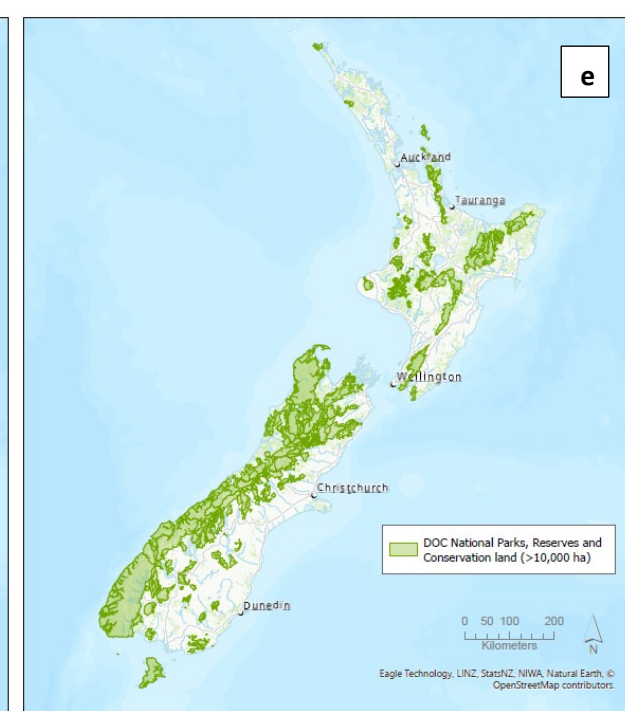 e
Auckland
Tauranga
Wellington
Christchurch
Dunedin
DOC National Parks, Reserves and
Conservation land (>10,000 ha)
0 50 100 200
Kilometers
N
Eagle Technology, LINZ, StatsNZ, NIWA, Natural Earth, ©
OpenStreetMap contributors.